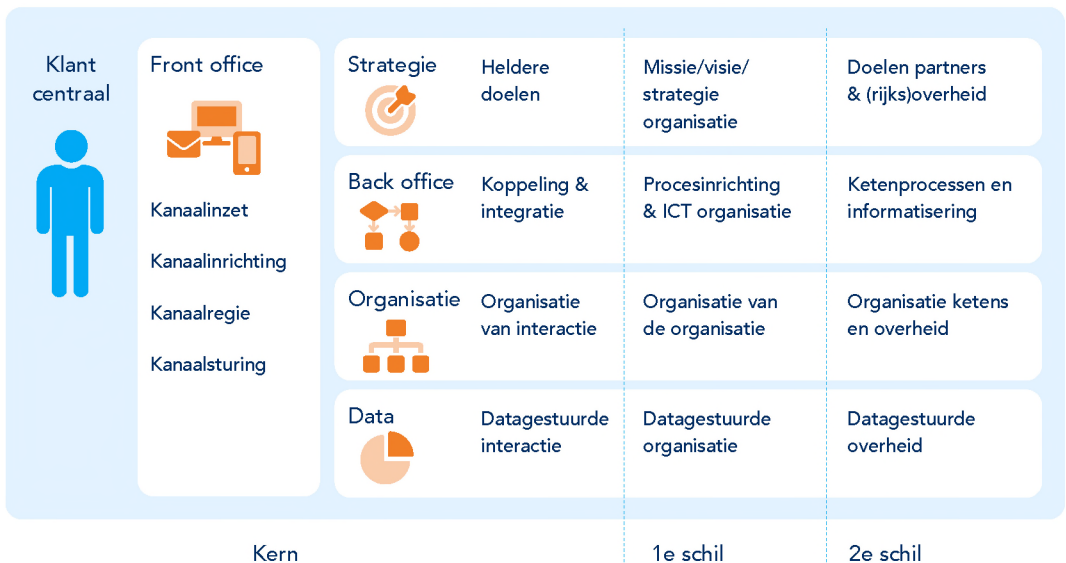 Klant
centraal
Front office
Kanaalinzet
Kanaalinrichting
Kanaalregie
Kanaalsturing
Strategie
Heldere
doelen
Missie/visie/
strategie
organisatie
Doelen partners
& (rijks)overheid
Back office
Koppeling &
integratie
Procesinrichting
& ICT organisatie
Ketenprocessen en
informatisering
Organisatie
Organisatie
van interactie
Organisatie van
de organisatie
Organisatie ketens
en overheid
Data
Datagestuurde
interactie
Datagestuurde
organisatie
Datagestuurde
overheid
Kern
1e schil
2e schil